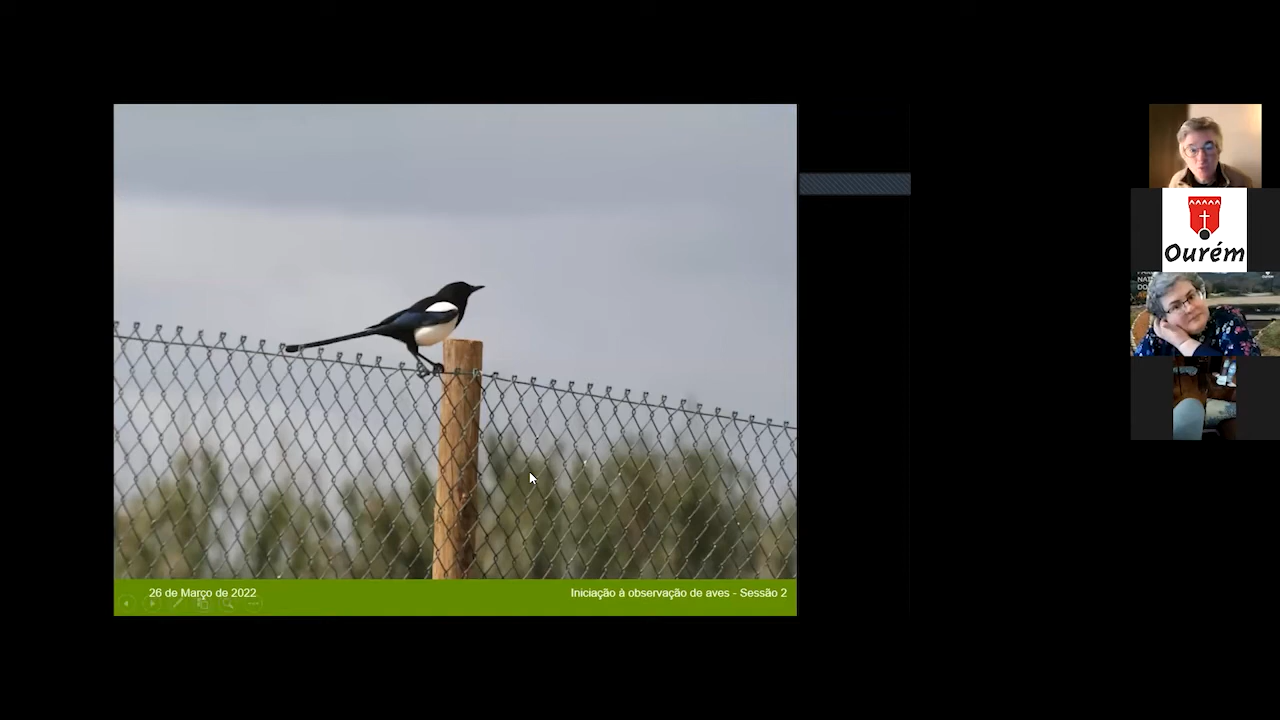 26 de Março de 2022
Iniciação à observação de aves - Sessão 2
Ourém